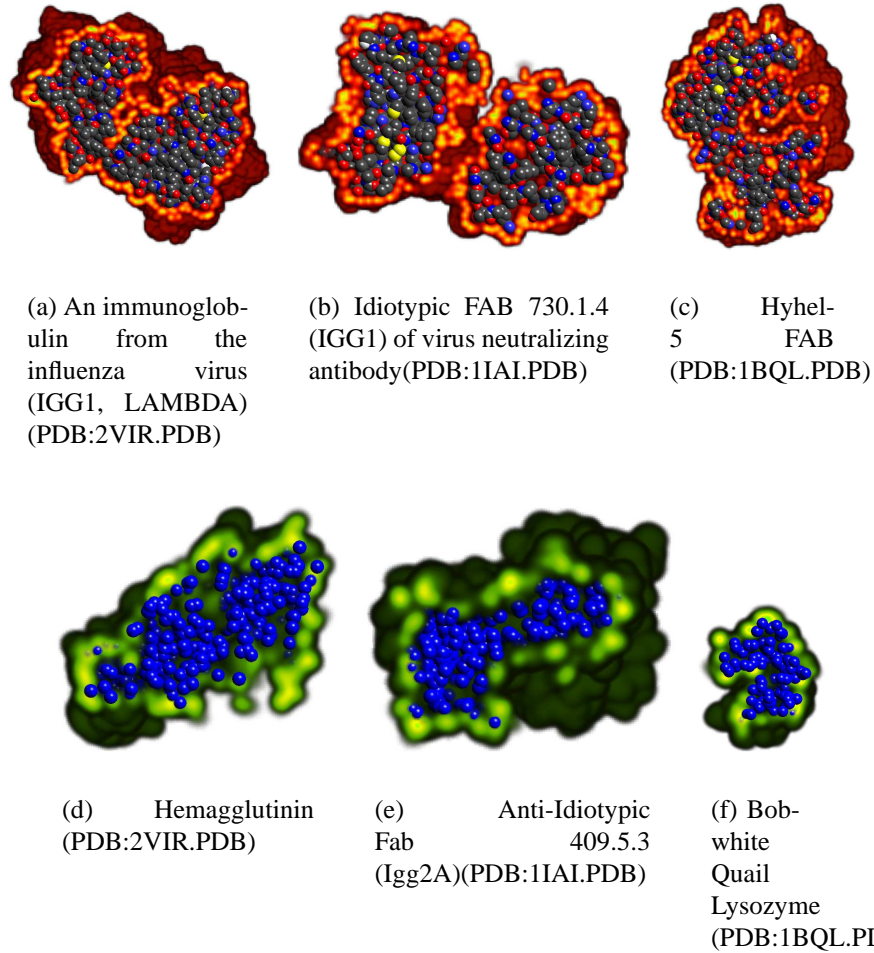 (a) An immunoglob-
ulin from the
influenza virus
(IGG1, LAMBDA)
(PDB:2VIR.PDB)
(b) Idiotypic FAB 730.1.4
(IGG1) of virus neutralizing
antibody(PDB:1IAI.PDB)
(c) Hyhel-
5 FAB
(PDB:1BQL.PDB)
(d) Hemagglutinin
(PDB:2VIR.PDB)
(e) Anti-Idiotypic
Fab 409.5.3
(Igg2A)(PDB:1IAI.PDB)
(f) Bob-
white
Quail
Lysozyme
(PDB:1BQL.PD